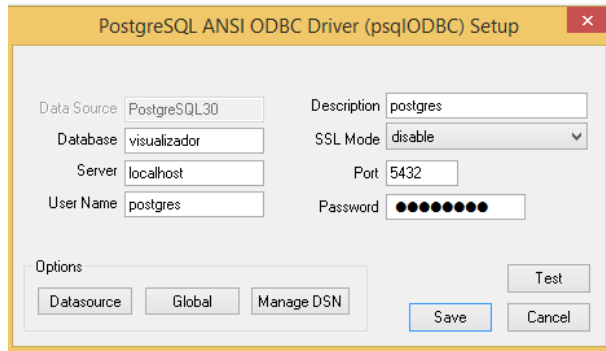 PostgreSQL ANSI ODBC Driver (psqlODBC) Setup
Data Source PostgreSQL30
Description postgres
Database visualizador
SSL Mode disable
Server localhost
Port 5432
User Name postgres
Password ●●●●●●●●
Options
Datasource Global Manage DSN
Test
Save Cancel